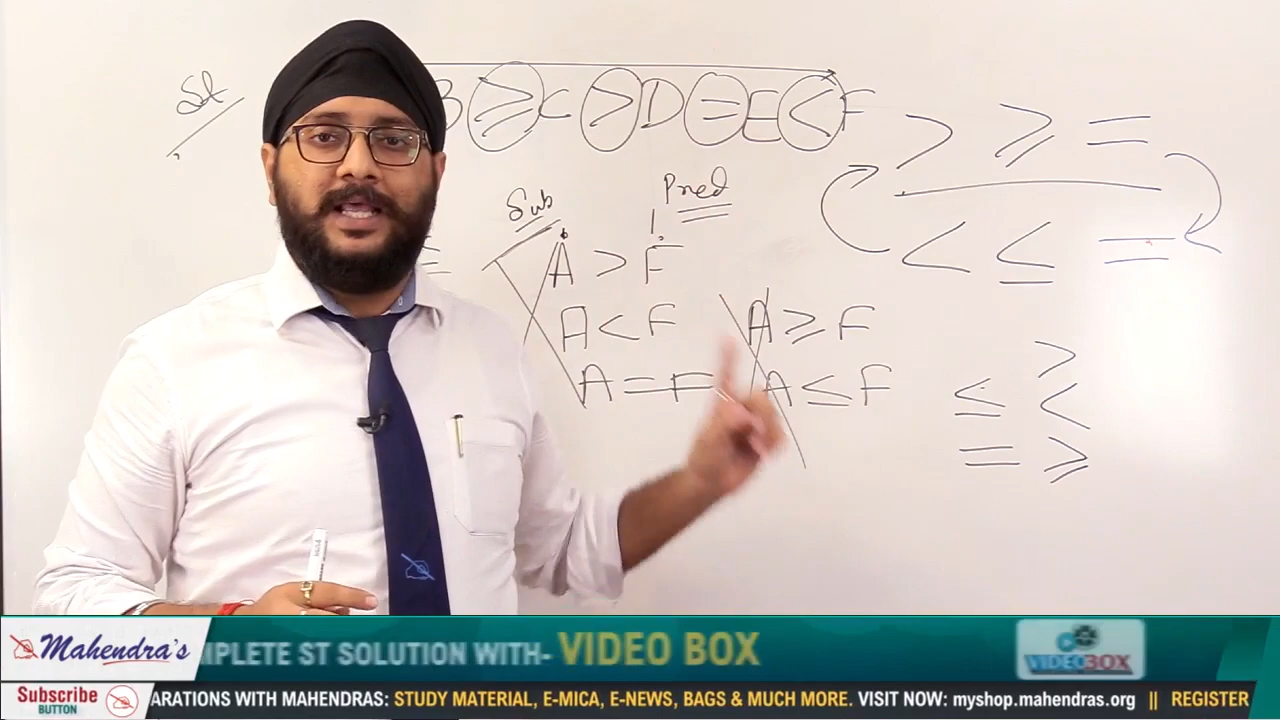 St B ≥ C > D = E < F
> ≥ =
Sub Pred
A > F
< ≤ =
A < F A ≥ F
A = F A ≤ F
>
≤ <
= ≥
Mahendra's MPLETE ST SOLUTION WITH- VIDEO BOX VIDEOBOX
Subscribe BUTTON ARATIONS WITH MAHENDRAS: STUDY MATERIAL, E-MICA, E-NEWS, BAGS & MUCH MORE. VISIT NOW: myshop.mahendras.org || REGISTER